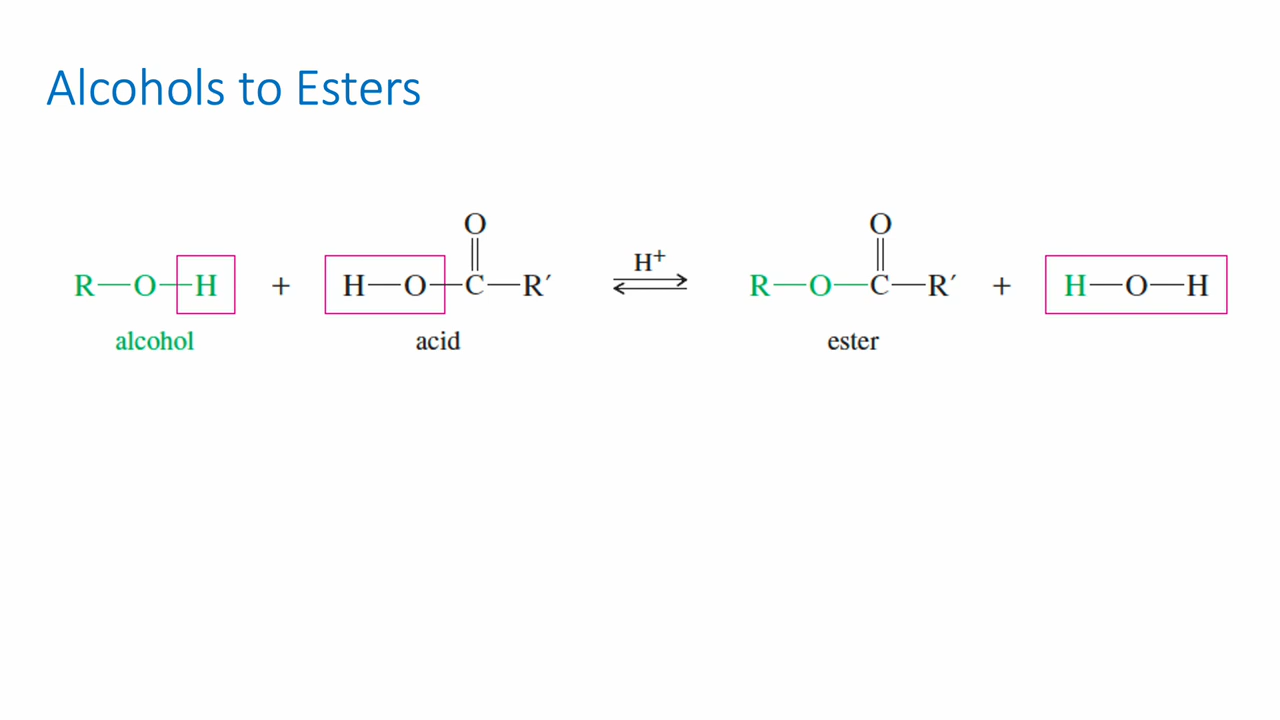 Alcohols to Esters
O O
R—O—H + H—O—C—R′ H+ R—O—C—R′ + H—O—H
alcohol acid ester